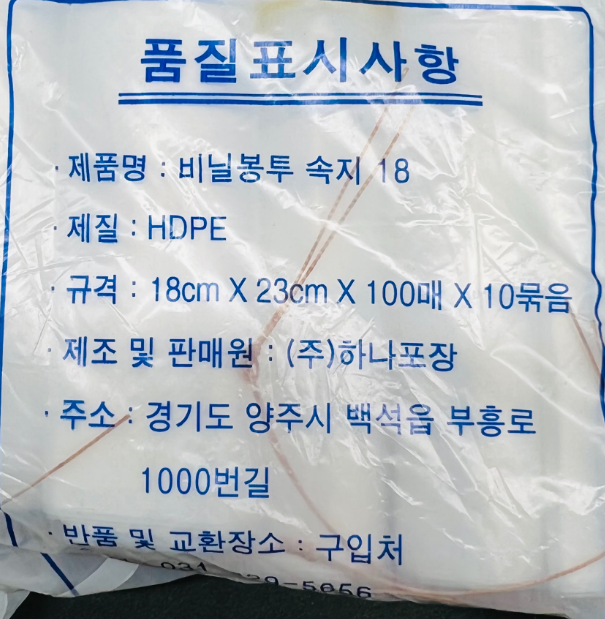 품질표시사항
· 제품명 : 비닐봉투 속지 18
· 제질 : HDPE
· 규격 : 18cm X 23cm X 100매 X 10묶음
· 제조 및 판매원 : (주)하나포장
· 주소 : 경기도 양주시 백석읍 부흥로
1000번길
· 반품 및 교환장소 : 구입처